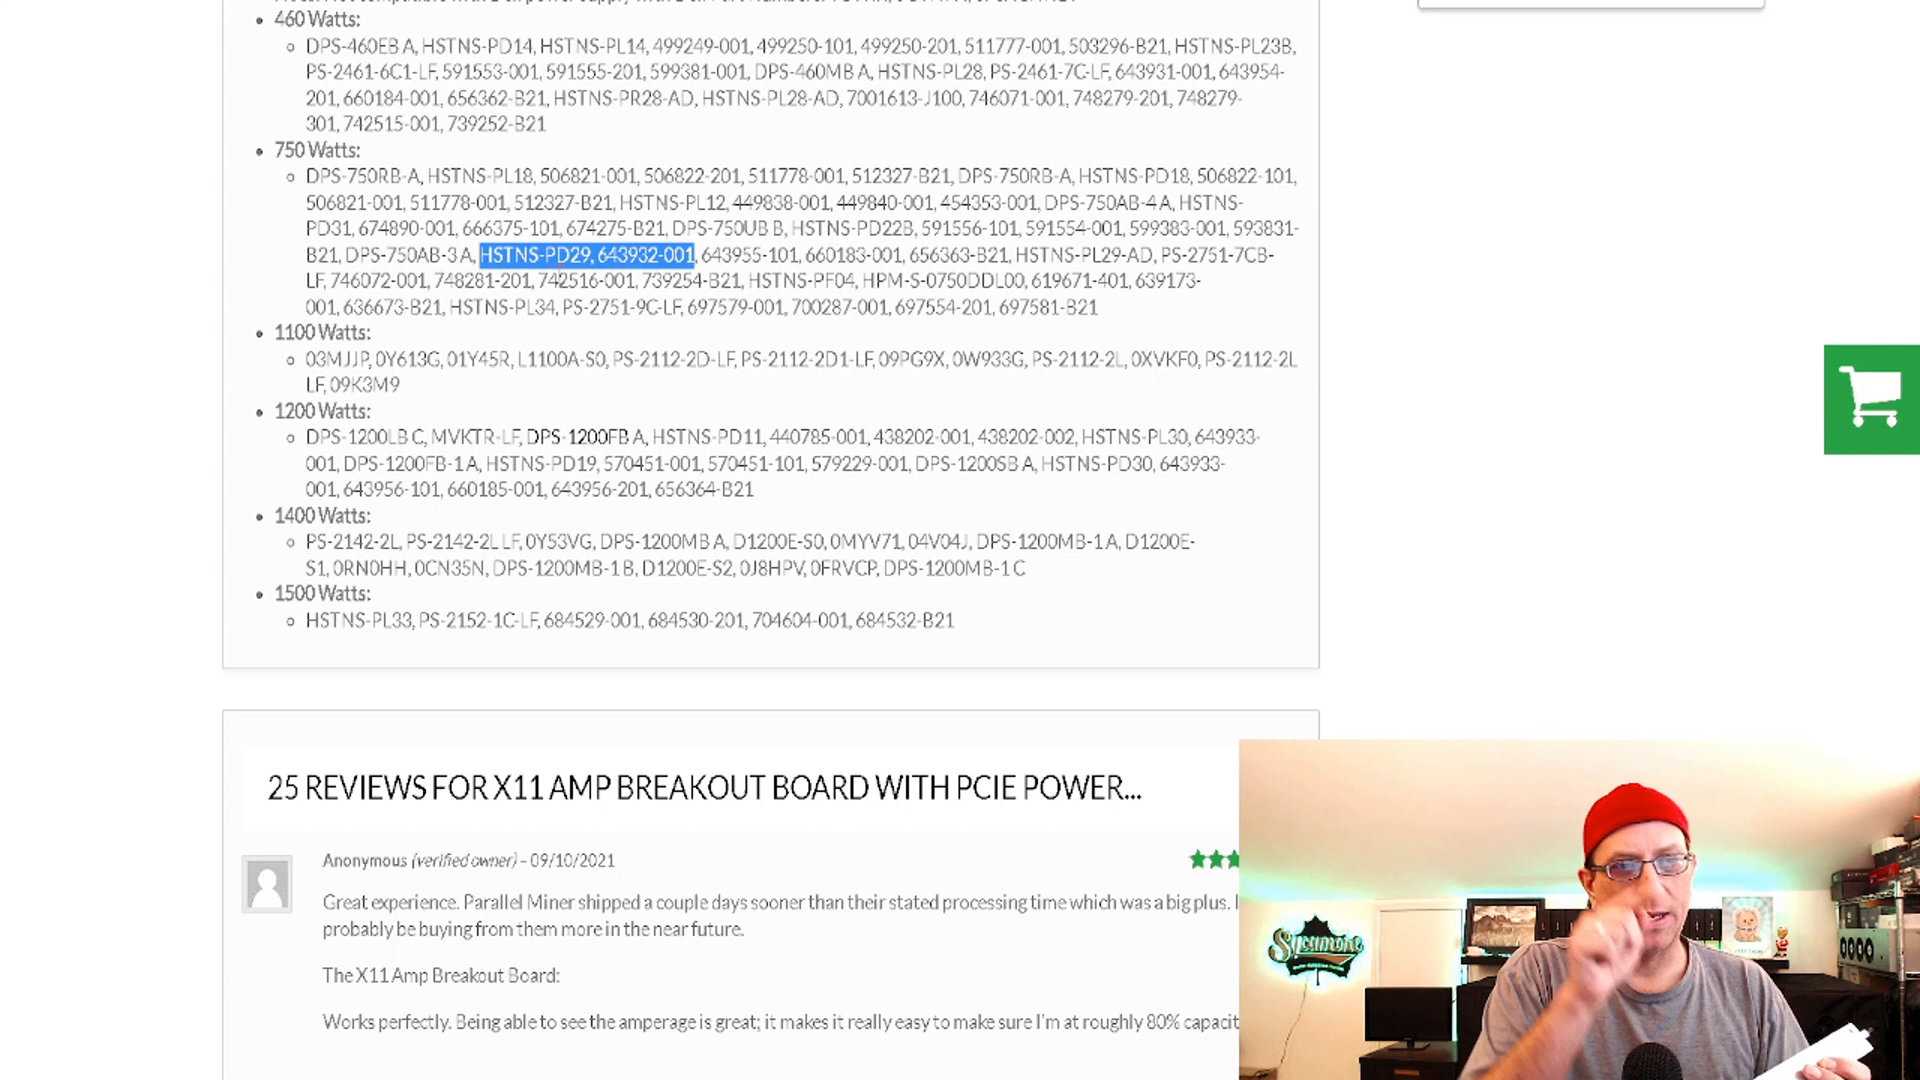 460 Watts:
DPS-460EB A, HSTNS-PD14, HSTNS-PL14, 499249-001, 499250-101, 499250-201, 511777-001, 503296-B21, HSTNS-PL23B,
PS-2461-6C1-LF, 591553-001, 591555-201, 599381-001, DPS-460MB A, HSTNS-PL28, PS-2461-7C-LF, 643931-001, 643954-
201, 660184-001, 656362-B21, HSTNS-PR28-AD, HSTNS-PL28-AD, 7001613-J100, 746071-001, 748279-201, 748279-
301, 742515-001, 739252-B21
750 Watts:
DPS-750RB-A, HSTNS-PL18, 506821-001, 506822-201, 511778-001, 512327-B21, DPS-750RB-A, HSTNS-PD18, 506822-101,
506821-001, 511778-001, 512327-B21, HSTNS-PL12, 449838-001, 449840-001, 454353-001, DPS-750AB-4 A, HSTNS-
PD31, 674890-001, 666375-101, 674275-B21, DPS-750UB B, HSTNS-PD22B, 591556-101, 591554-001, 599383-001, 593831-
B21, DPS-750AB-3 A, HSTNS-PD29, 643932-001, 643955-101, 660183-001, 656363-B21, HSTNS-PL29-AD, PS-2751-7CB-
LF, 746072-001, 748281-201, 742516-001, 739254-B21, HSTNS-PF04, HPM-S-0750DDL00, 619671-401, 639173-
001, 636673-B21, HSTNS-PL34, PS-2751-9C-LF, 697579-001, 700287-001, 697554-201, 697581-B21
1100 Watts:
03MJJP, 0Y613G, 01Y45R, L1100A-S0, PS-2112-2D-LF, PS-2112-2D1-LF, 09PG9X, 0W933G, PS-2112-2L, 0XVKF0, PS-2112-2L
LF, 09K3M9
1200 Watts:
DPS-1200LB C, MVKTR-LF, DPS-1200FB A, HSTNS-PD11, 440785-001, 438202-001, 438202-002, HSTNS-PL30, 643933-
001, DPS-1200FB-1 A, HSTNS-PD19, 570451-001, 570451-101, 579229-001, DPS-1200SB A, HSTNS-PD30, 643933-
001, 643956-101, 660185-001, 643956-201, 656364-B21
1400 Watts:
PS-2142-2L, PS-2142-2L LF, 0Y53VG, DPS-1200MB A, D1200E-S0, 0MYV71, 04V04J, DPS-1200MB-1 A, D1200E-
S1, 0RN0HH, 0CN35N, DPS-1200MB-1 B, D1200E-S2, 0J8HPV, 0FRVCP, DPS-1200MB-1 C
1500 Watts:
HSTNS-PL33, PS-2152-1C-LF, 684529-001, 684530-201, 704604-001, 684532-B21
25 REVIEWS FOR X11 AMP BREAKOUT BOARD WITH PCIE POWER...
Anonymous (verified owner) – 09/10/2021
Great experience. Parallel Miner shipped a couple days sooner than their stated processing time which was a big plus. I
probably be buying from them more in the near future.
The X11 Amp Breakout Board:
Works perfectly. Being able to see the amperage is great; it makes it really easy to make sure I'm at roughly 80% capacit
Sycamore